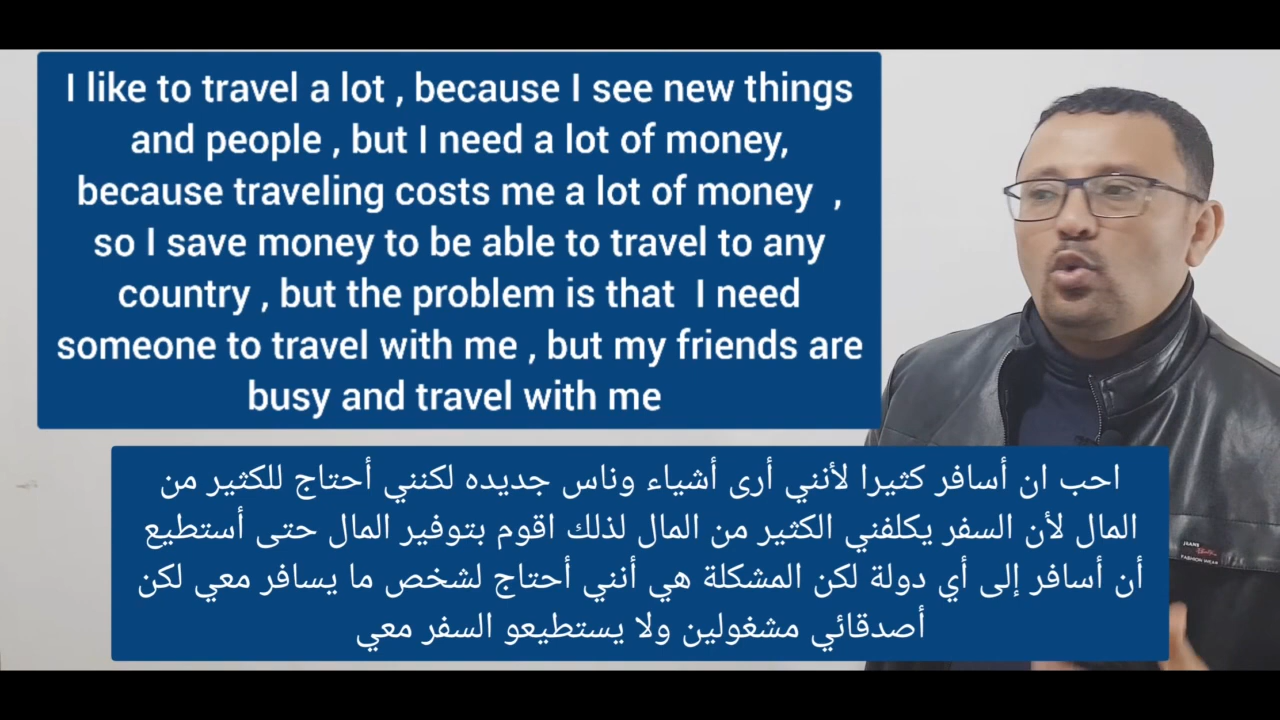 I like to travel a lot , because I see new things
and people , but I need a lot of money,
because traveling costs me a lot of money ,
so I save money to be able to travel to any
country , but the problem is that I need
someone to travel with me , but my friends are
busy and travel with me
احب ان أسافر كثيرا لأنني أرى أشياء وناس جديده لكنني أحتاج للكثير من
المال لأن السفر يكلفني الكثير من المال لذلك اقوم بتوفير المال حتى أستطيع
أن أسافر إلى أي دولة لكن المشكلة هي أنني أحتاج لشخص ما يسافر معي لكن
أصدقائي مشغولين ولا يستطيعو السفر معي
JEANS
FASHION WEAR